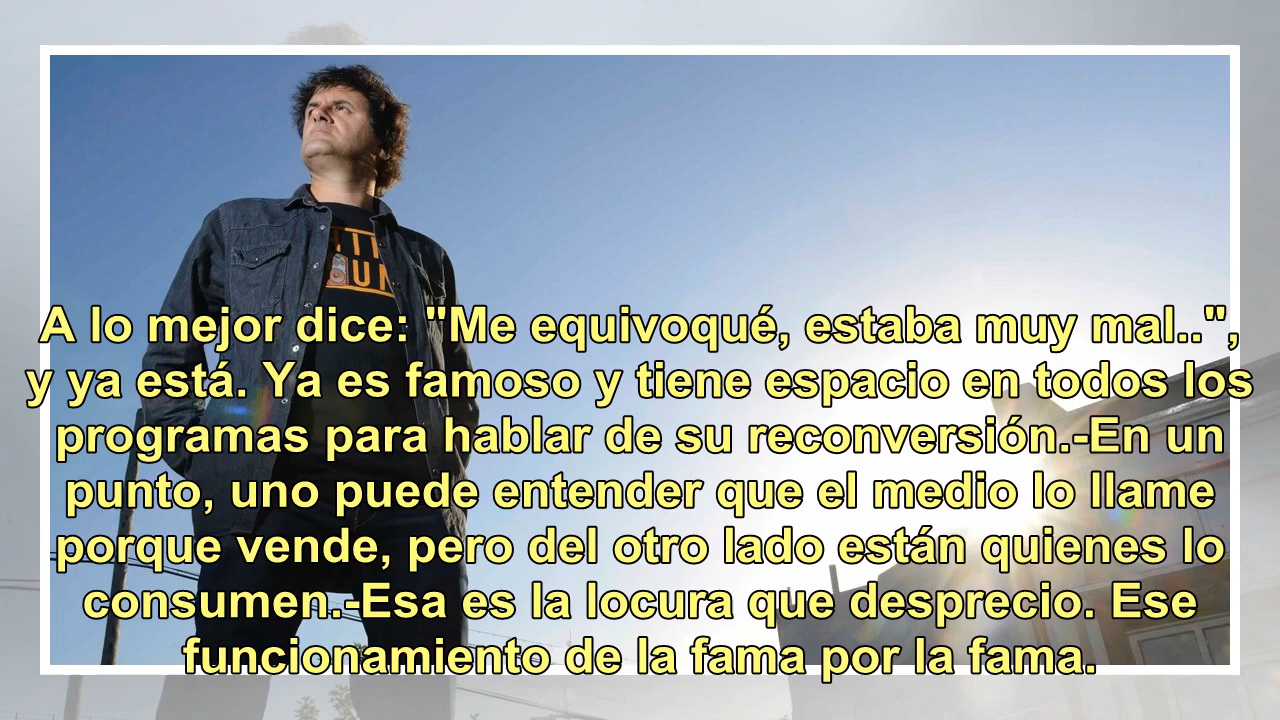 A lo mejor dice: "Me equivoqué, estaba muy mal..",
y ya está. Ya es famoso y tiene espacio en todos los
programas para hablar de su reconversión.-En un
punto, uno puede entender que el medio lo llame
porque vende, pero del otro lado están quienes lo
consumen.-Esa es la locura que desprecio. Ese
funcionamiento de la fama por la fama.